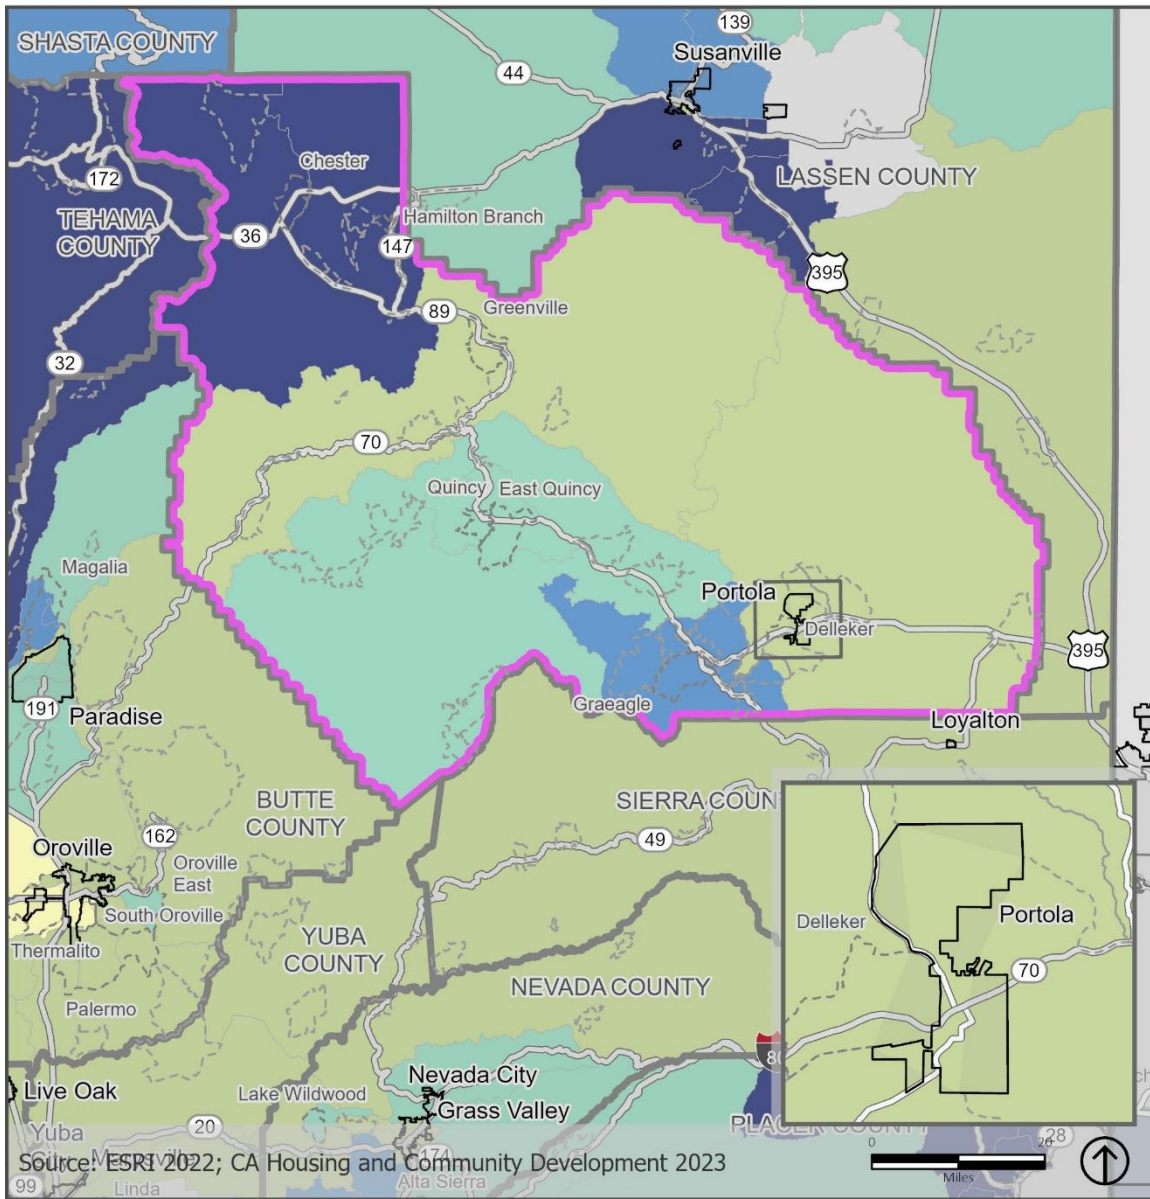 139
SHASTA COUNTY
Susanville
44
Chester
172
LASSEN COUNTY
TEHAMA
COUNTY
Hamilton Branch
36
147
395
Greenville
89
32
70
Quincy
East Quincy
Magalia
Portola
Delleker
395
191
Graeagle
Paradise
Loyalton
BUTTE
COUNTY
SIERRA COUN
162
49
Oroville
Oroville
East
South Oroville
Thermalito
YUBA
COUNTY
NEVADA COUNTY
Palermo
Delleker
Portola
70
80
Nevada City
Live Oak
Lake Wildwood
Grass Valley
Yuba
20
PLACER COUNTY
0
20
28
Source: ESRI 2022; CA Housing and Community Development 2023
Marysville
174
99
Linda
Alta Sierra
Miles